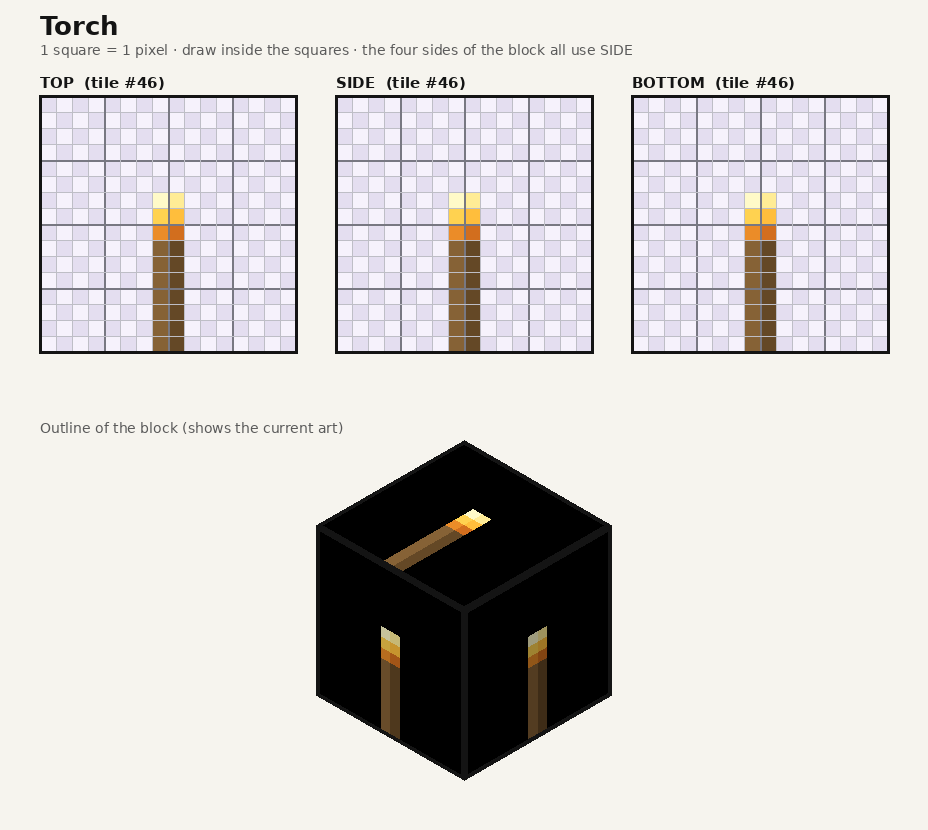 Torch
1 square = 1 pixel · draw inside the squares · the four sides of the block all use SIDE
TOP  (tile #46)
SIDE  (tile #46)
BOTTOM  (tile #46)
Outline of the block (shows the current art)